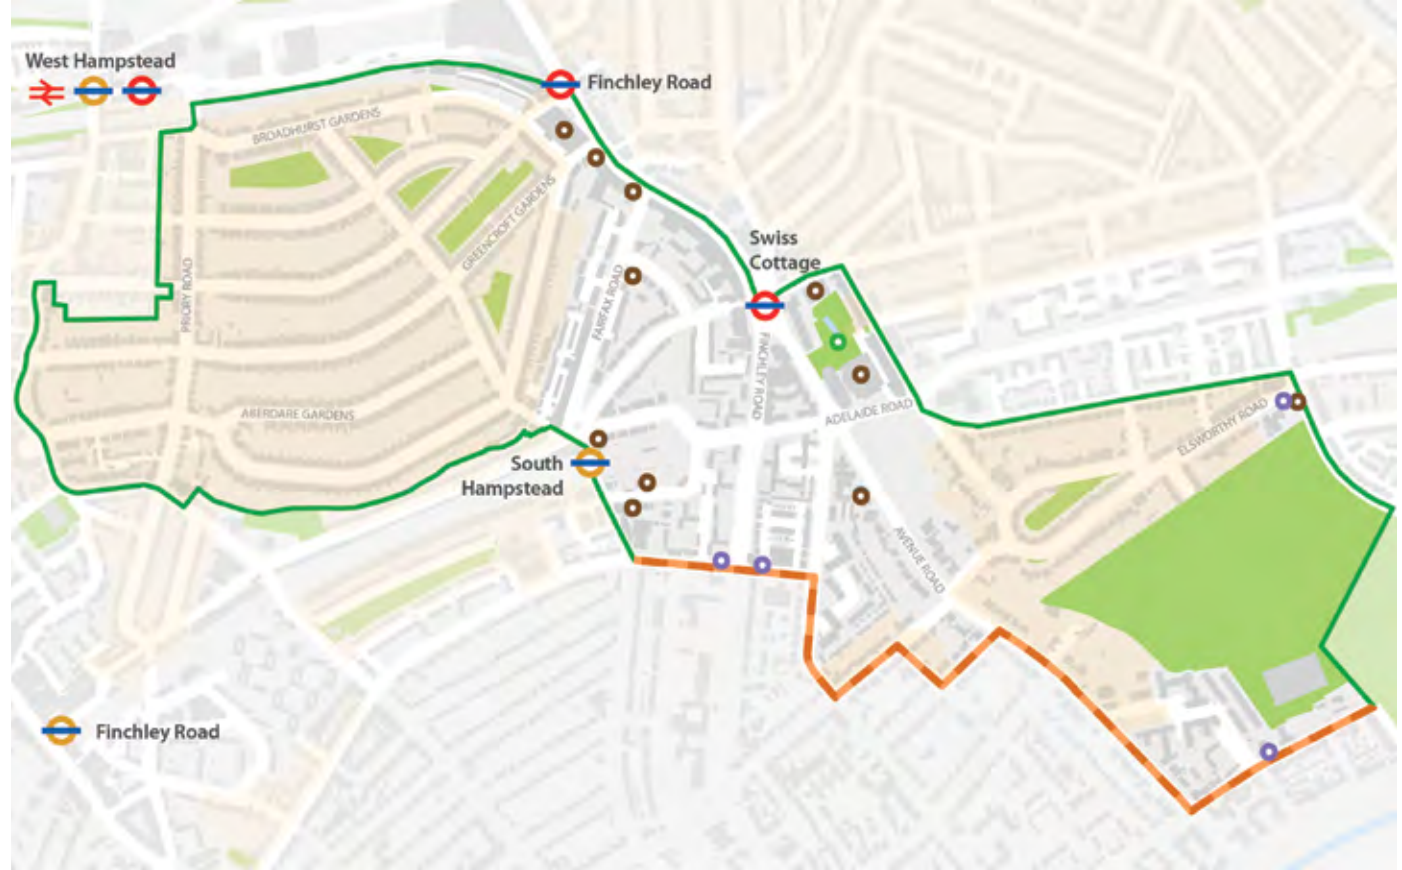 West Hampstead
Finchley Road
BROADHURST GARDENS
GREENCROFT GARDENS
Swiss
Cottage
PRIORY ROAD
FAIRFAX ROAD
FINCHLEY ROAD
ABERDARE GARDENS
ADELAIDE ROAD
ELSWORTHY ROAD
South
Hampstead
AVENUE ROAD
Finchley Road